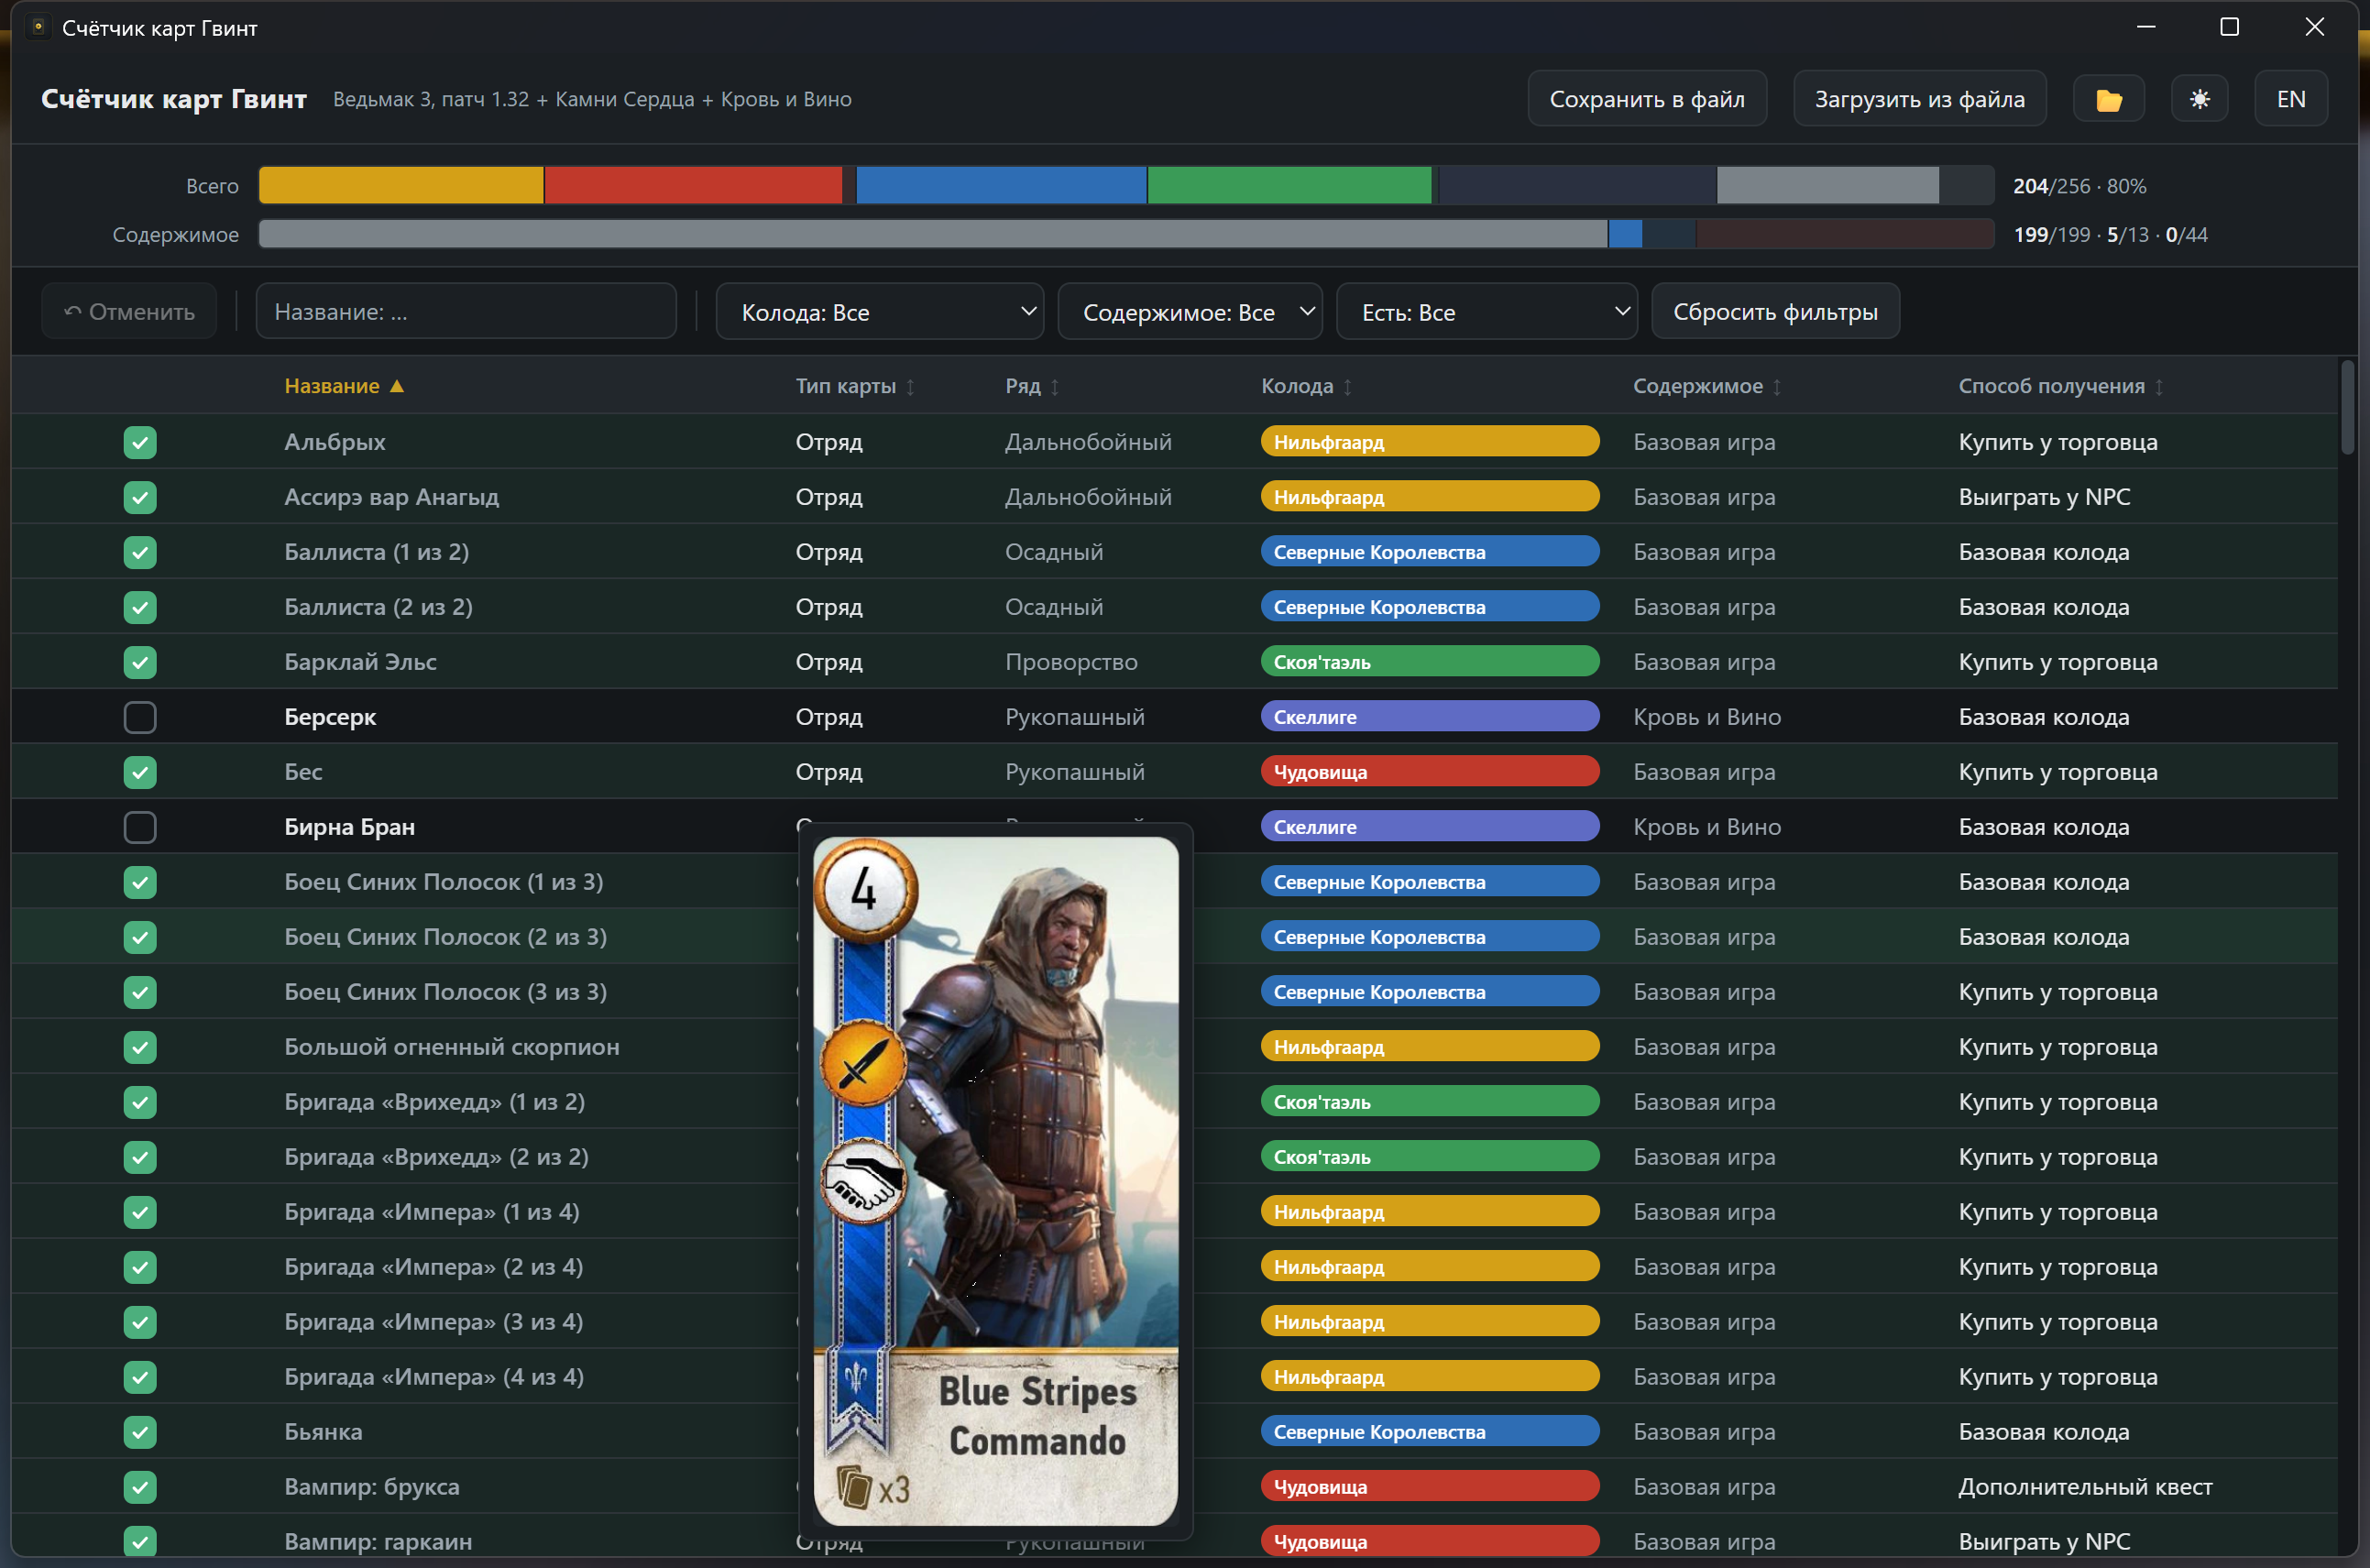 Счётчик карт Гвинт
Счётчик карт Гвинт Ведьмак 3, патч 1.32 + Камни Сердца + Кровь и Вино Сохранить в файл Загрузить из файла EN
Всего 204/256 · 80%
Содержимое 199/199 · 5/13 · 0/44
Отменить Название: ... Колода: Все Содержимое: Все Есть: Все Сбросить фильтры
Название Тип карты Ряд Колода Содержимое Способ получения
Альбрых Отряд Дальнобойный Нильфгаард Базовая игра Купить у торговца
Ассирэ вар Анагыд Отряд Дальнобойный Нильфгаард Базовая игра Выиграть у NPC
Баллиста (1 из 2) Отряд Осадный Северные Королевства Базовая игра Базовая колода
Баллиста (2 из 2) Отряд Осадный Северные Королевства Базовая игра Базовая колода
Барклай Эльс Отряд Проворство Скоя'таэль Базовая игра Купить у торговца
Берсерк Отряд Рукопашный Скеллиге Кровь и Вино Базовая колода
Бес Отряд Рукопашный Чудовища Базовая игра Купить у торговца
Бирна Бран Скеллиге Кровь и Вино Базовая колода
Боец Синих Полосок (1 из 3) Северные Королевства Базовая игра Базовая колода
Боец Синих Полосок (2 из 3) Северные Королевства Базовая игра Базовая колода
Боец Синих Полосок (3 из 3) Северные Королевства Базовая игра Купить у торговца
Большой огненный скорпион Нильфгаард Базовая игра Купить у торговца
Бригада «Врихедд» (1 из 2) Скоя'таэль Базовая игра Купить у торговца
Бригада «Врихедд» (2 из 2) Скоя'таэль Базовая игра Купить у торговца
Бригада «Импера» (1 из 4) Нильфгаард Базовая игра Купить у торговца
Бригада «Импера» (2 из 4) Нильфгаард Базовая игра Купить у торговца
Бригада «Импера» (3 из 4) Нильфгаард Базовая игра Купить у торговца
Бригада «Импера» (4 из 4) Нильфгаард Базовая игра Купить у торговца
Бьянка Северные Королевства Базовая игра Базовая колода
Вампир: брукса Чудовища Базовая игра Дополнительный квест
Вампир: гаркаин Отряд Рукопашный Чудовища Базовая игра Выиграть у NPC
4
Blue Stripes
Commando
x3